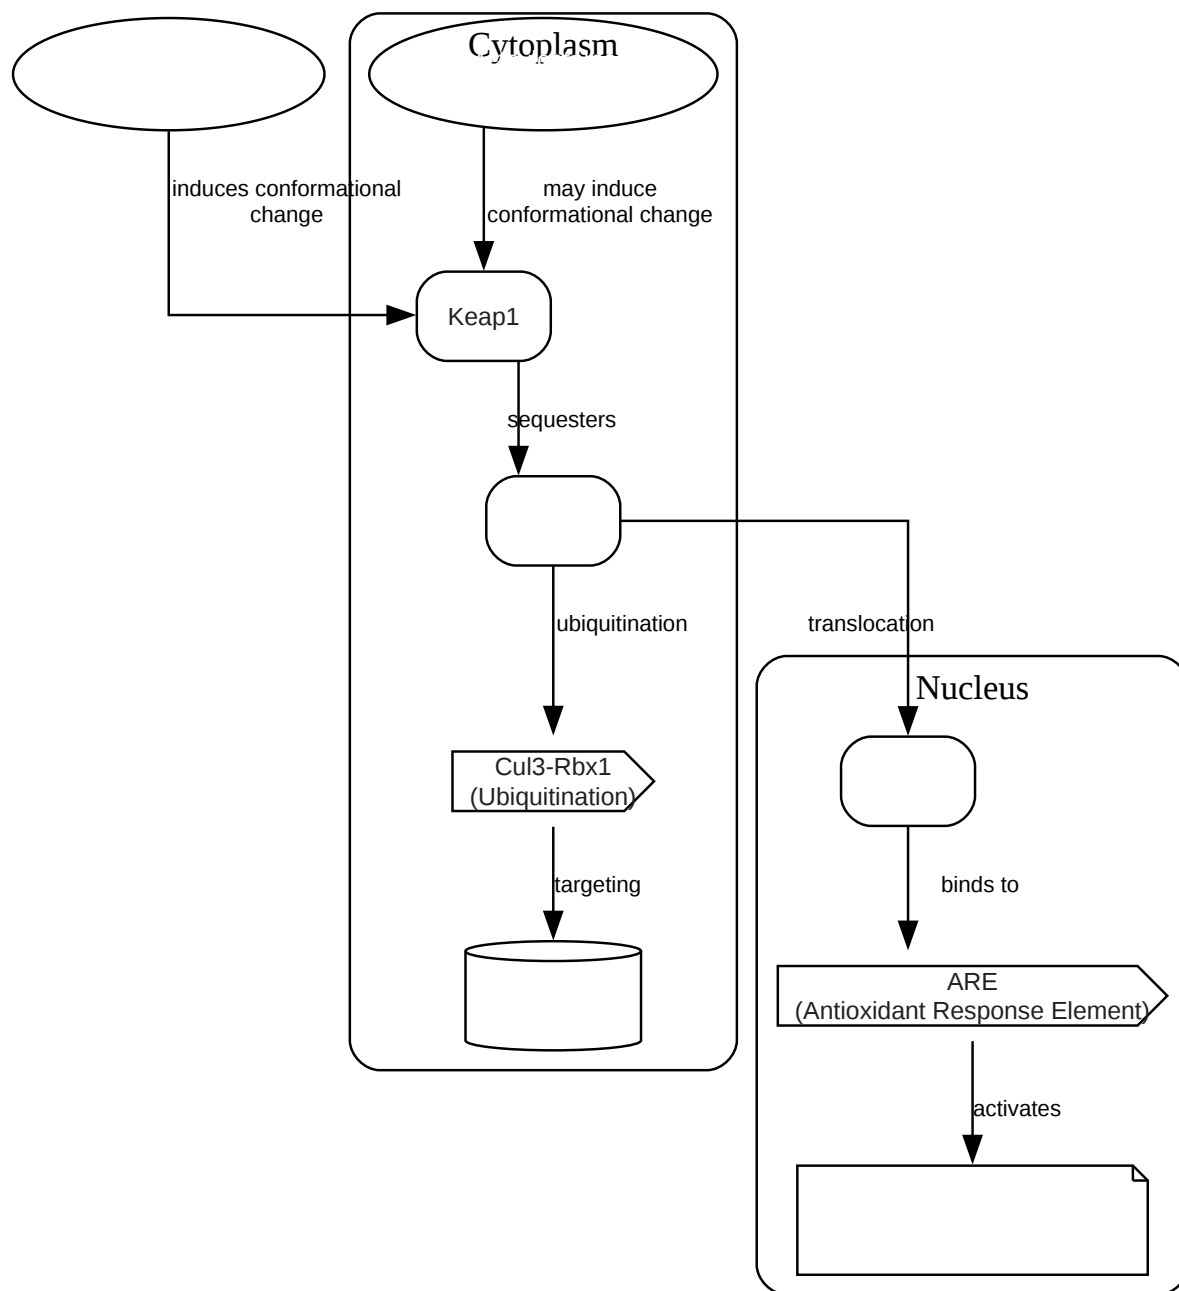 Cytoplasm
induces conformational
change
may induce
conformational change
Keap1
sequesters
ubiquitination
translocation
Nucleus
Cul3-Rbx1
(Ubiquitination)
targeting
binds to
ARE
(Antioxidant Response Element)
activates